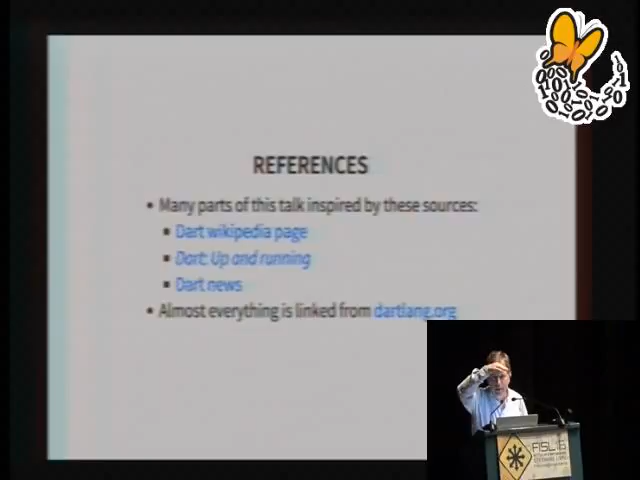 REFERENCES
• Many parts of this talk inspired by these sources:
▪ Dart wikipedia page
▪ Dart: Up and running
▪ Dart news
• Almost everything is linked from dartlang.org
FISL16